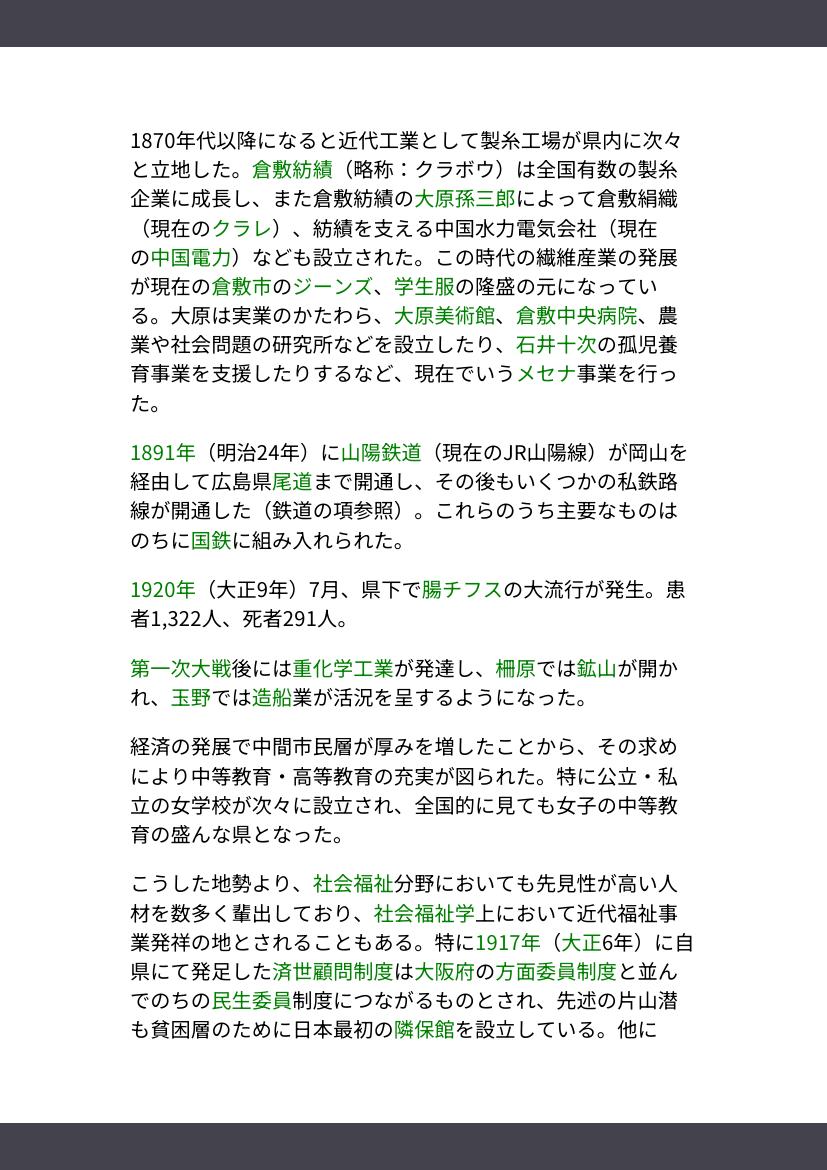 1870年代以降になると近代工業として製糸工場が県内に次々
と立地した。倉敷紡績（略称：クラボウ）は全国有数の製糸
企業に成長し、また倉敷紡績の大原孫三郎によって倉敷絹織
（現在のクラレ）、紡績を支える中国水力電気会社（現在
の中国電力）なども設立された。この時代の繊維産業の発展
が現在の倉敷市のジーンズ、学生服の隆盛の元になってい
る。大原は実業のかたわら、大原美術館、倉敷中央病院、農
業や社会問題の研究所などを設立したり、石井十次の孤児養
育事業を支援したりするなど、現在でいうメセナ事業を行っ
た。
1891年（明治24年）に山陽鉄道（現在のJR山陽線）が岡山を
経由して広島県尾道まで開通し、その後もいくつかの私鉄路
線が開通した（鉄道の項参照）。これらのうち主要なものは
のちに国鉄に組み入れられた。
1920年（大正9年）7月、県下で腸チフスの大流行が発生。患
者1,322人、死者291人。
第一次大戦後には重化学工業が発達し、柵原では鉱山が開か
れ、玉野では造船業が活況を呈するようになった。
経済の発展で中間市民層が厚みを増したことから、その求め
により中等教育・高等教育の充実が図られた。特に公立・私
立の女学校が次々に設立され、全国的に見ても女子の中等教
育の盛んな県となった。
こうした地勢より、社会福祉分野においても先見性が高い人
材を数多く輩出しており、社会福祉学上において近代福祉事
業発祥の地とされることもある。特に1917年（大正6年）に自
県にて発足した済世顧問制度は大阪府の方面委員制度と並ん
でのちの民生委員制度につながるものとされ、先述の片山潜
も貧困層のために日本最初の隣保館を設立している。他に